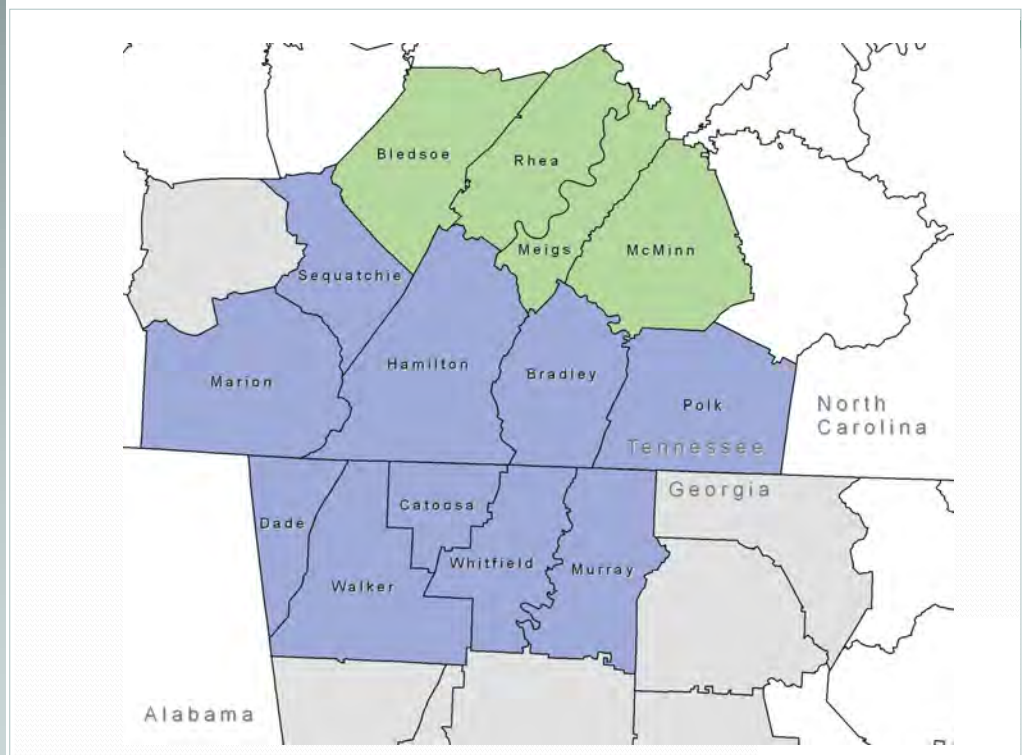 Bledsoe
Rhea
Meigs
McMinn
Sequatchie
Marion
Hamilton
Bradley
Polk
North
Carolina
Tennessee
Georgia
Dade
Catoosa
Walker
Whitfield
Murray
Alabama